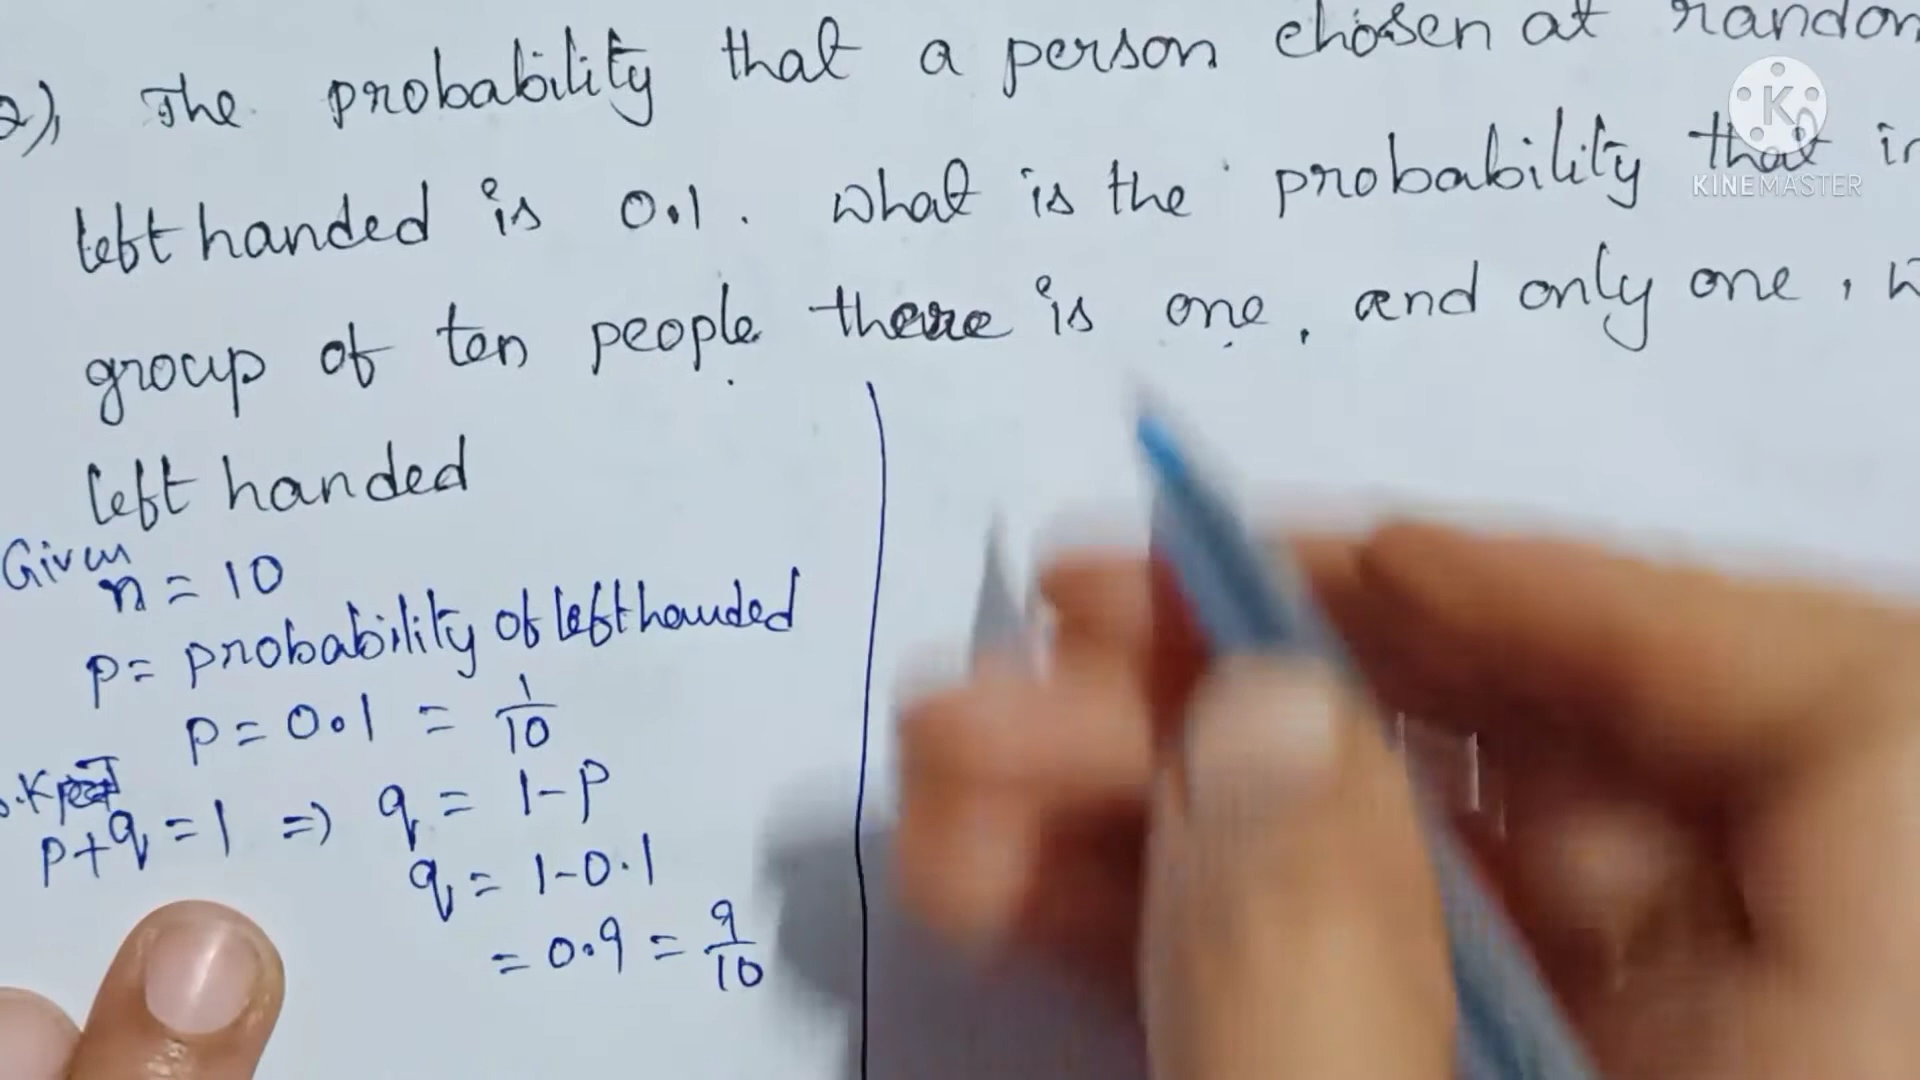 2), The probability that a person chosen at random
left handed is 0.1. What is the probability that in
group of ten people there is one, and only one, w
left handed
Given
n = 10
p = probability of left handed
p = 0.1 = 1/10
p+q = 1 => q = 1-p
q = 1-0.1
= 0.9 = 9/10
K
KINEMASTER